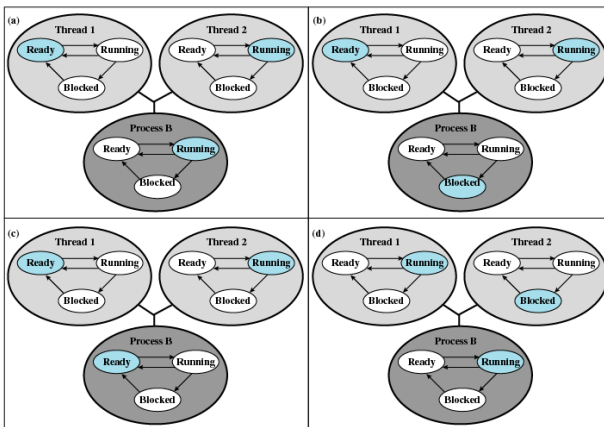 (a)
Thread 1
Ready Running
Blocked
Thread 2
Ready Running
Blocked
Process B
Ready Running
Blocked
(b)
Thread 1
Ready Running
Blocked
Thread 2
Ready Running
Blocked
Process B
Ready Running
Blocked
(c)
Thread 1
Ready Running
Blocked
Thread 2
Ready Running
Blocked
Process B
Ready Running
Blocked
(d)
Thread 1
Ready Running
Blocked
Thread 2
Ready Running
Blocked
Process B
Ready Running
Blocked